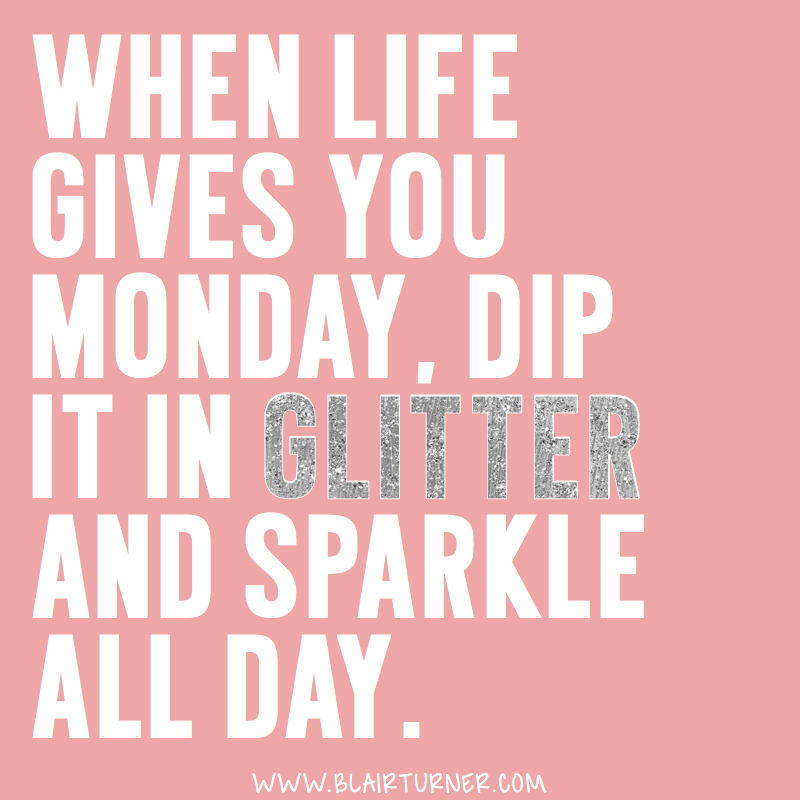 WHEN LIFE
GIVES YOU
MONDAY, DIP
IT IN GLITTER
AND SPARKLE
ALL DAY.
WWW.BLAIRTURNER.COM